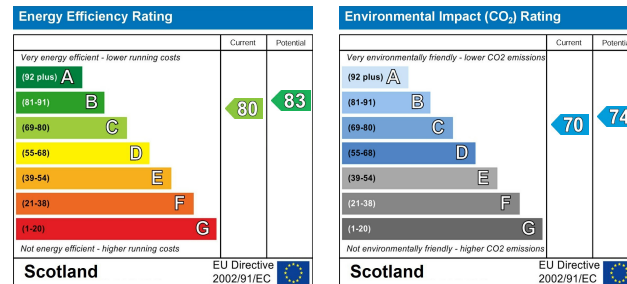 Energy Efficiency Rating
Current Potential
Very energy efficient - lower running costs
(92 plus) A
(81-91) B
(69-80) C
(55-68) D
(39-54) E
(21-38) F
(1-20) G
80
83
Not energy efficient - higher running costs
Scotland
EU Directive
2002/91/EC
Environmental Impact (CO₂) Rating
Current Potential
Very environmentally friendly - lower CO2 emissions
(92 plus) A
(81-91) B
(69-80) C
(55-68) D
(39-54) E
(21-38) F
(1-20) G
70
74
Not environmentally friendly - higher CO2 emissions
Scotland
EU Directive
2002/91/EC